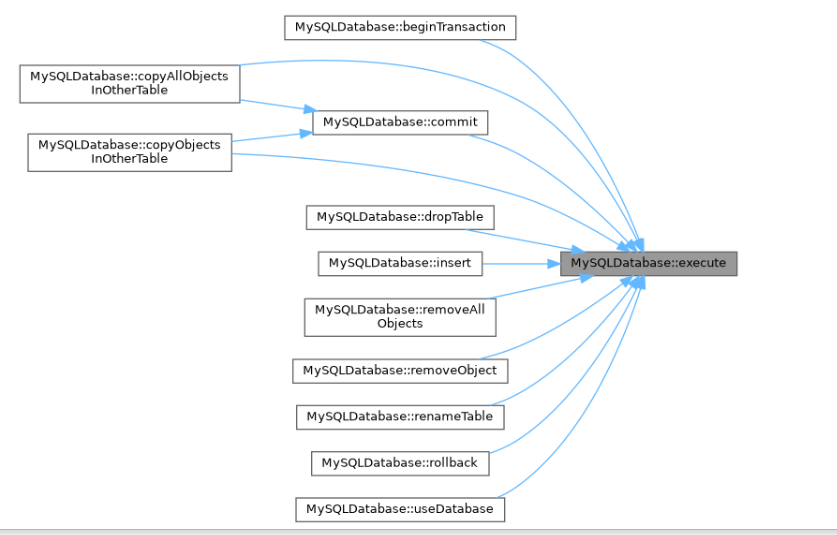 MySQLDatabase::beginTransaction
MySQLDatabase::copyAllObjects
InOtherTable
MySQLDatabase::commit
MySQLDatabase::copyObjects
InOtherTable
MySQLDatabase::dropTable
MySQLDatabase::insert
MySQLDatabase::execute
MySQLDatabase::removeAll
Objects
MySQLDatabase::removeObject
MySQLDatabase::renameTable
MySQLDatabase::rollback
MySQLDatabase::useDatabase